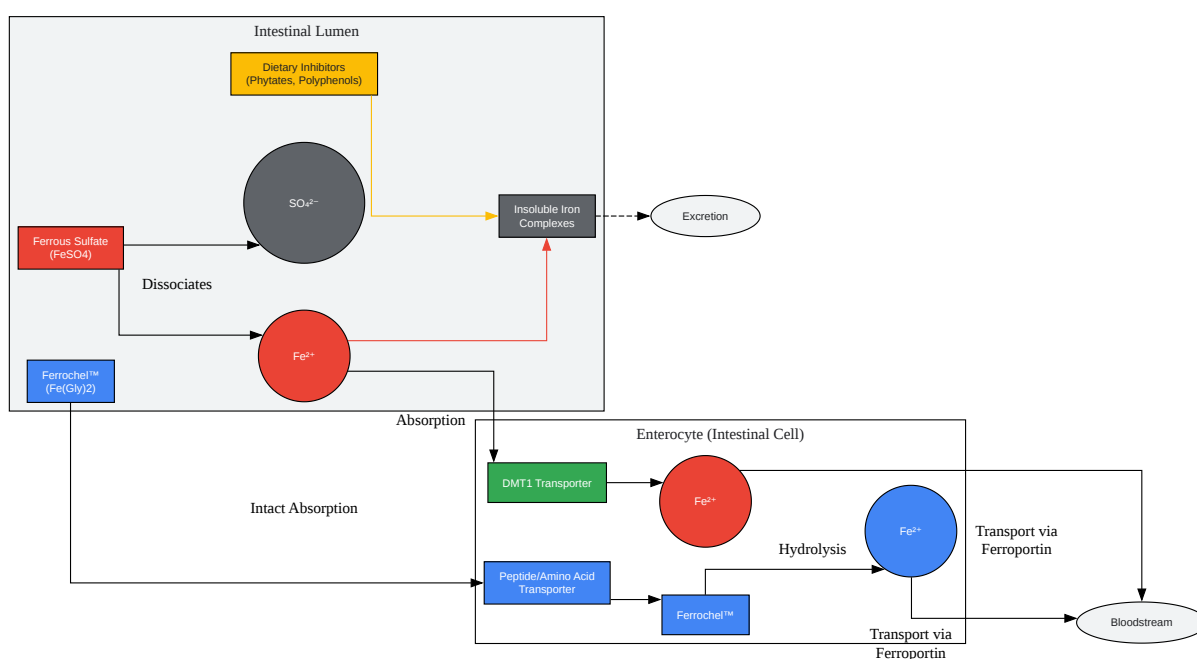 Intestinal Lumen
Dietary Inhibitors
(Phytates, Polyphenols)
SO₄²⁻
Insoluble Iron
Complexes
Excretion
Ferrous Sulfate
(FeSO4)
Dissociates
Fe²⁺
Ferrochel™
(Fe(Gly)2)
Absorption
Enterocyte (Intestinal Cell)
DMT1 Transporter
Fe²⁺
Intact Absorption
Fe²⁺
Transport via
Ferroportin
Hydrolysis
Peptide/Amino Acid
Transporter
Ferrochel™
Bloodstream
Transport via
Ferroportin